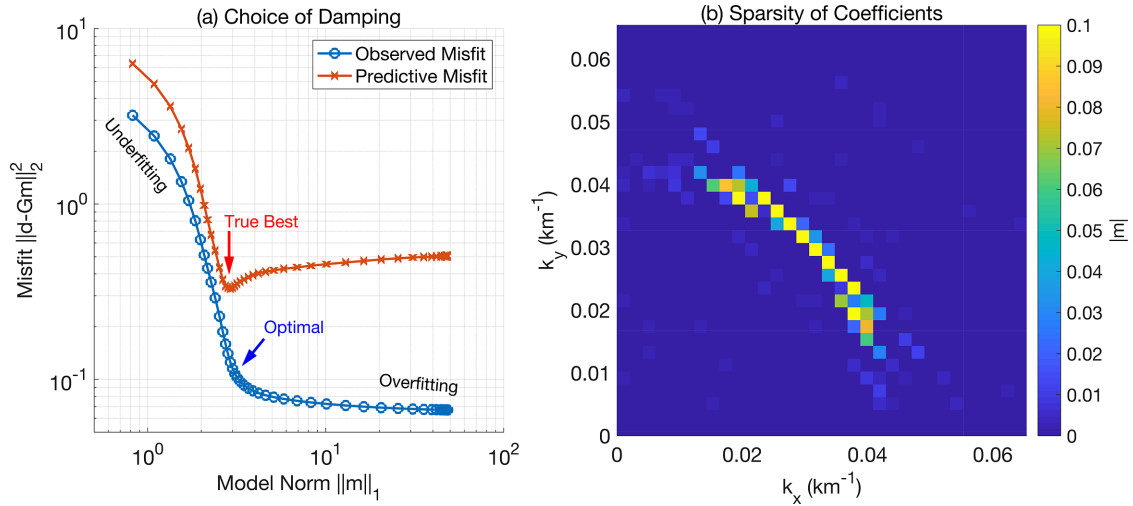 (a) Choice of Damping
10^1
10^0
10^-1
Misfit ||d-Gm||_2^2
Observed Misfit
Predictive Misfit
Underfitting
True Best
Optimal
Overfitting
10^0
10^1
10^2
Model Norm ||m||_1
(b) Sparsity of Coefficients
0.06
0.05
0.04
0.03
0.02
0.01
0
k_y (km^-1)
0
0.02
0.04
0.06
k_x (km^-1)
0.1
0.09
0.08
0.07
0.06
0.05
0.04
0.03
0.02
0.01
0
|m|